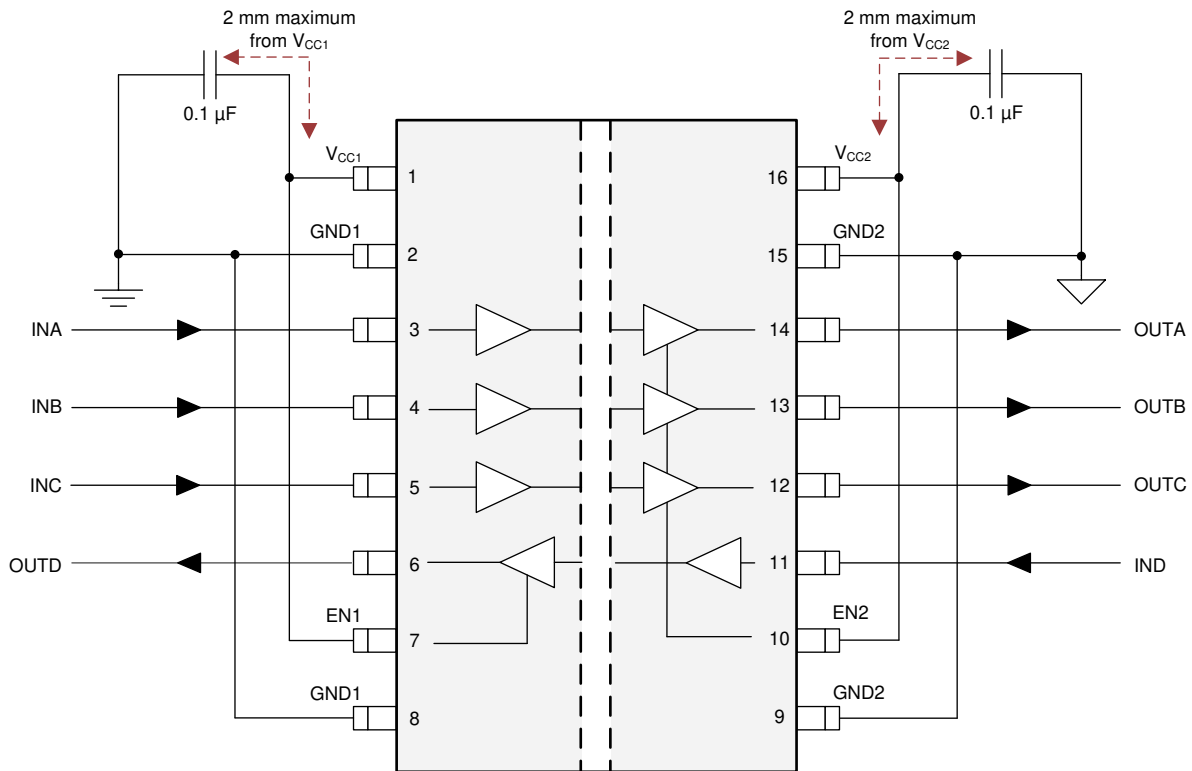 2 mm maximum
from VCC1
2 mm maximum
from VCC2
0.1 µF
0.1 µF
VCC1
1
16
VCC2
GND1
2
15
GND2
INA
3
14
OUTA
INB
4
13
OUTB
INC
5
12
OUTC
OUTD
6
11
IND
EN1
7
10
EN2
GND1
8
9
GND2